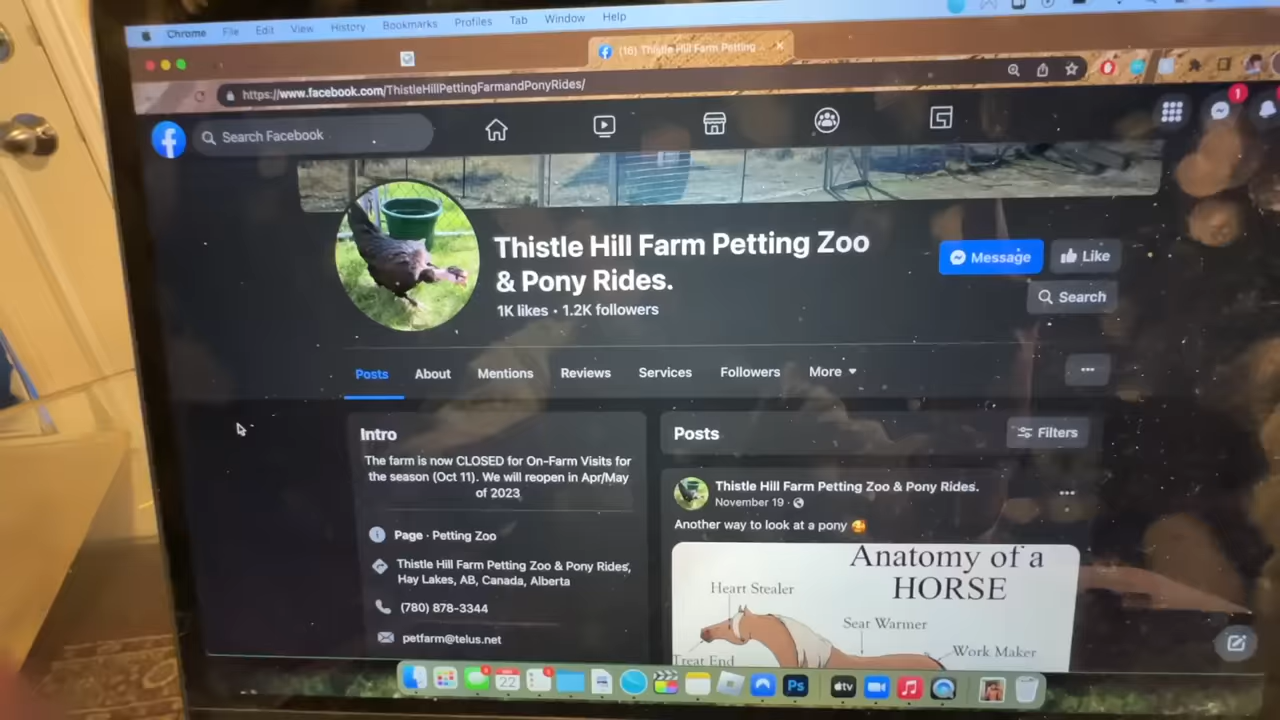 Chrome File Edit View History Bookmarks Profiles Tab Window Help
(16) Thistle Hill Farm Petting
https://www.facebook.com/ThistleHillPettingFarmandPonyRides/
Search Facebook
1
Thistle Hill Farm Petting Zoo
& Pony Rides.
1K likes · 1.2K followers
Message
Like
Search
Posts About Mentions Reviews Services Followers More
Intro
The farm is now CLOSED for On-Farm Visits for
the season (Oct 11). We will reopen in Apr/May
of 2023
Page · Petting Zoo
Thistle Hill Farm Petting Zoo & Pony Rides,
Hay Lakes, AB, Canada, Alberta
(780) 878-3344
petfarm@telus.net
Posts
Filters
Thistle Hill Farm Petting Zoo & Pony Rides.
November 19
Another way to look at a pony 🥰
Anatomy of a
HORSE
Heart Stealer
Seat Warmer
Work Maker
Treat End
22
Ps
tv